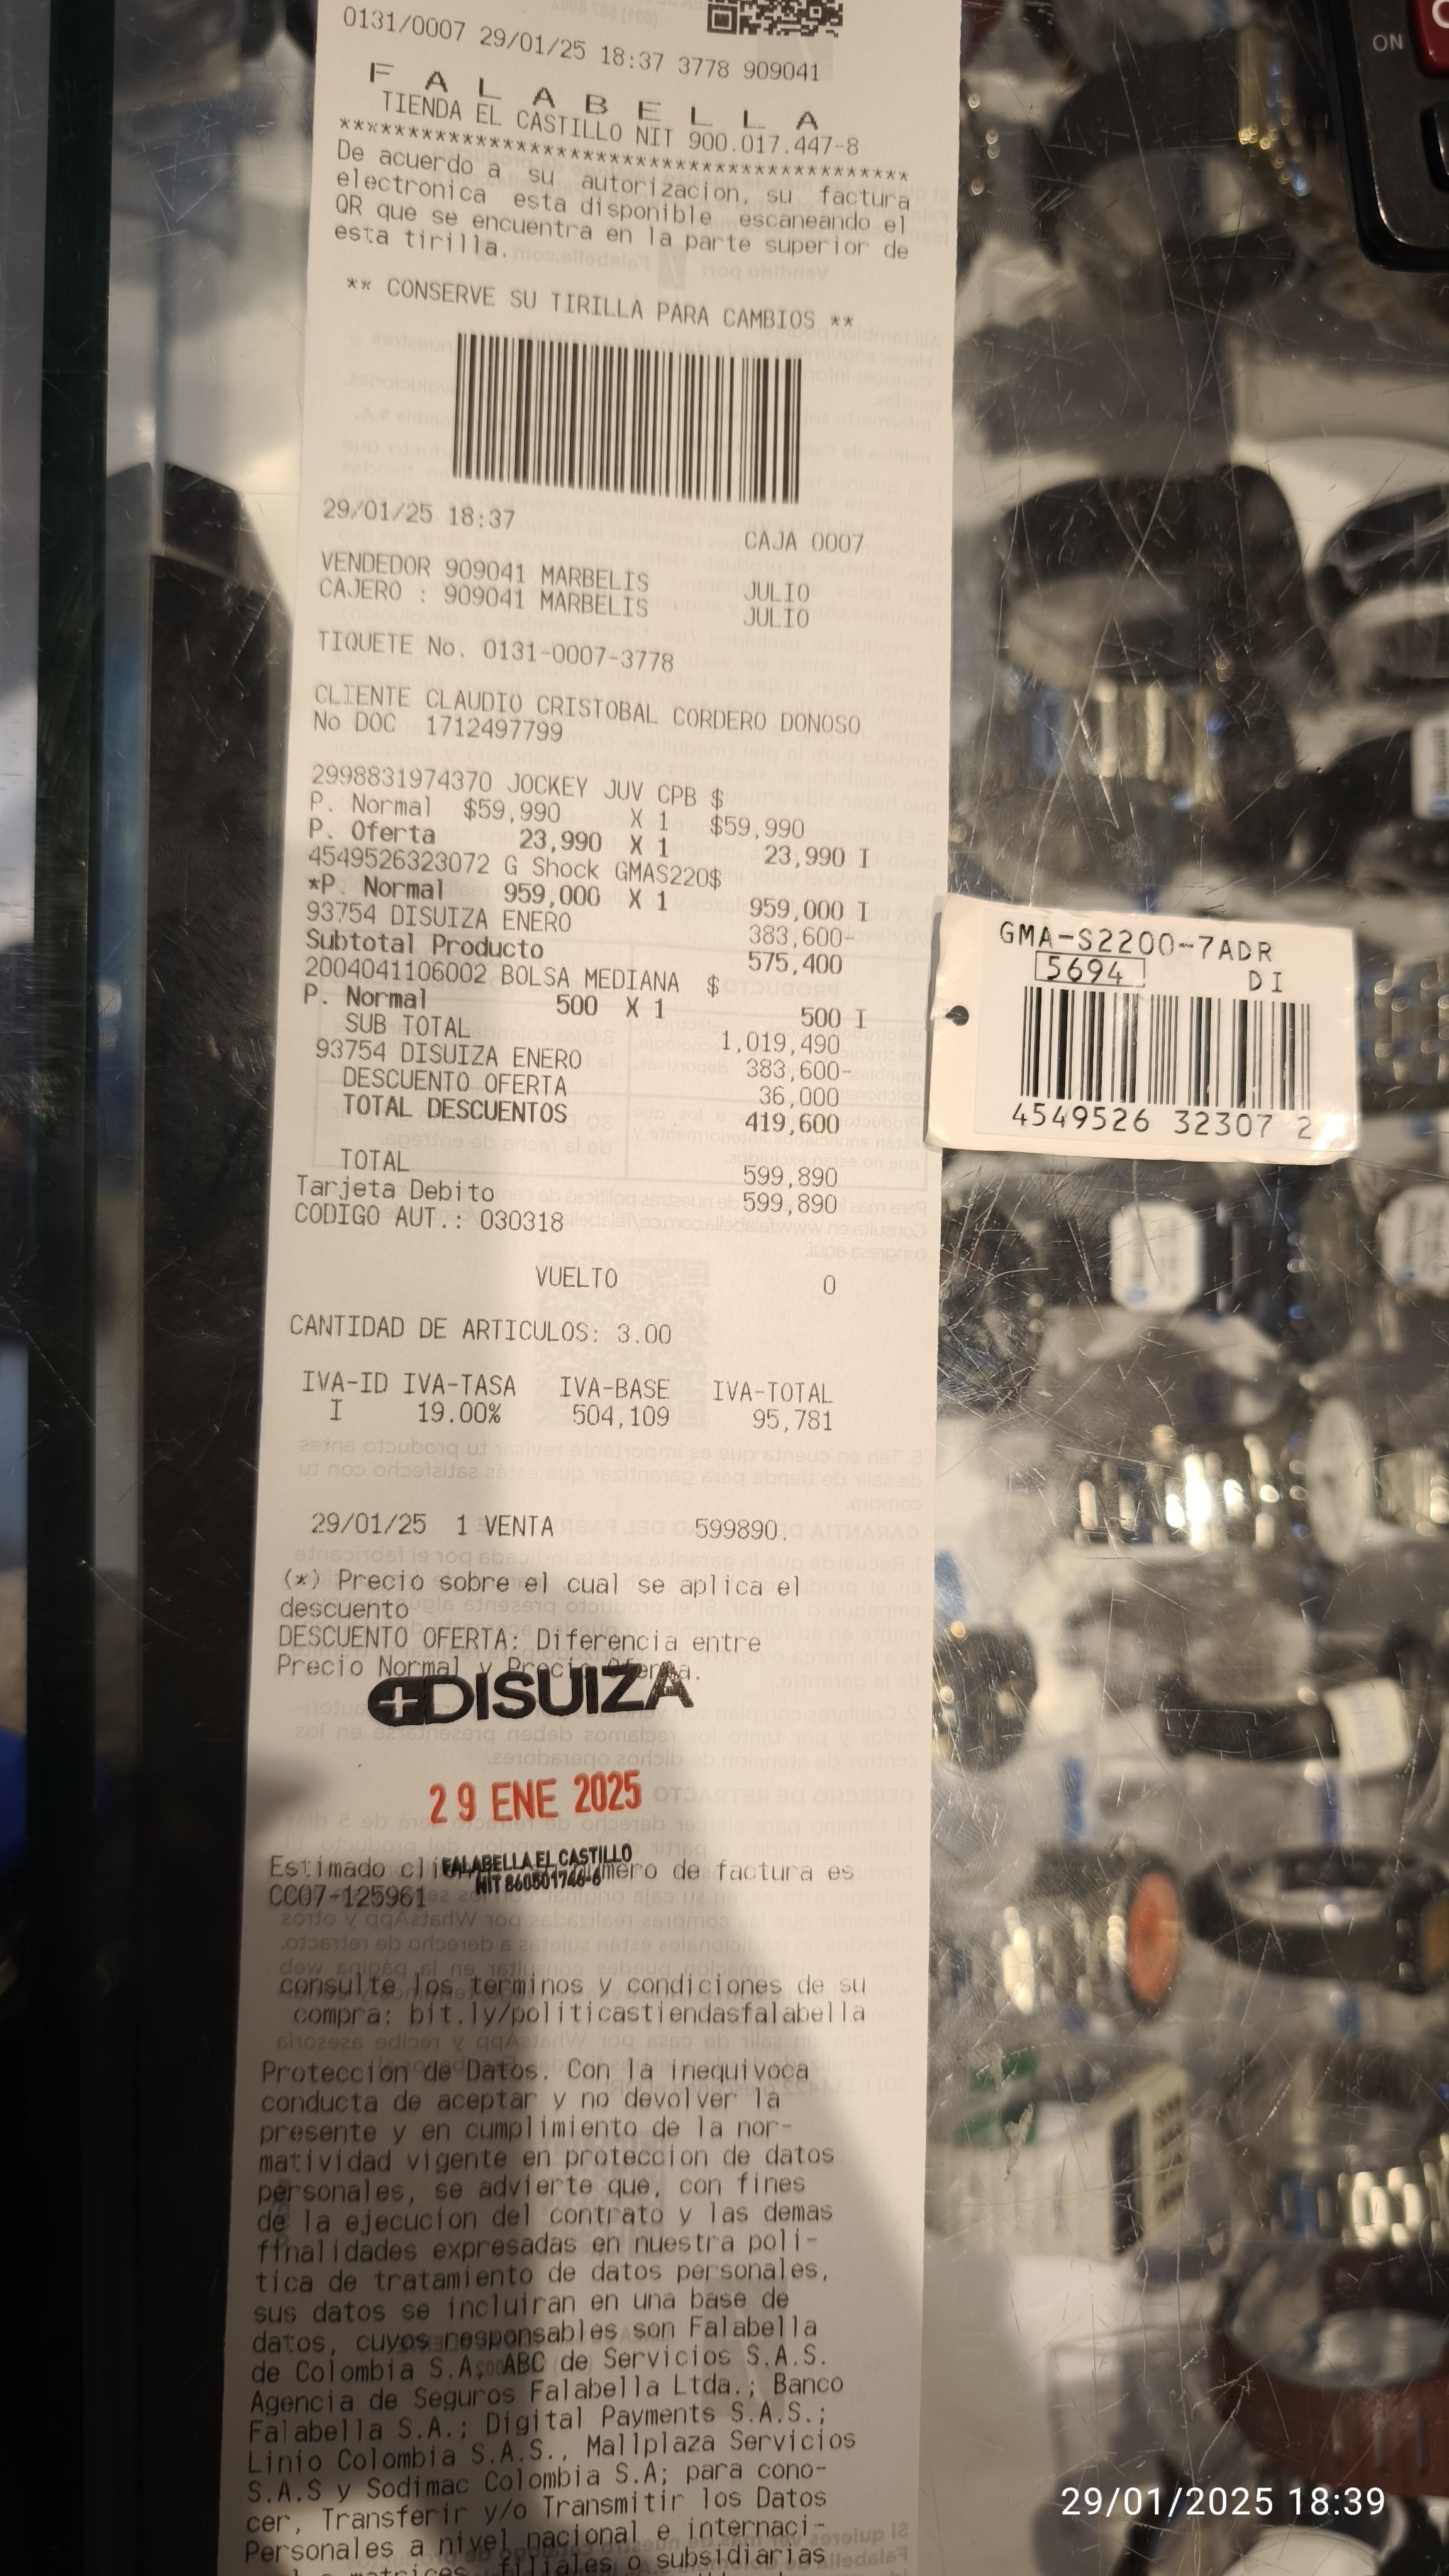 0131/0007 29/01/25 18:37 3778 909041
F A L A B E L L A
TIENDA EL CASTILLO NIT 900.017.447-8
*****************************************
De acuerdo a su autorizacion, su factura
electronica esta disponible escaneando el
QR que se encuentra en la parte superior de
esta tirilla.
** CONSERVE SU TIRILLA PARA CAMBIOS **
29/01/25 18:37 CAJA 0007
VENDEDOR 909041 MARBELIS JULIO
CAJERO : 909041 MARBELIS JULIO
TIQUETE No. 0131-0007-3778
CLIENTE CLAUDIO CRISTOBAL CORDERO DONOSO
No DOC 1712497799
2998831974370 JOCKEY JUV CPB $
P. Normal $59,990 X 1 $59,990
P. Oferta 23,990 X 1 23,990 I
4549526323072 G Shock GMAS220$
*P. Normal 959,000 X 1 959,000 I
93754 DISUIZA ENERO 383,600-
Subtotal Producto 575,400
2004041106002 BOLSA MEDIANA $
P. Normal 500 X 1 500 I
SUB TOTAL 1,019,490
93754 DISUIZA ENERO 383,600-
DESCUENTO OFERTA 36,000
TOTAL DESCUENTOS 419,600
TOTAL 599,890
Tarjeta Debito 599,890
CODIGO AUT.: 030318
VUELTO 0
CANTIDAD DE ARTICULOS: 3.00
IVA-ID IVA-TASA IVA-BASE IVA-TOTAL
I 19.00% 504,109 95,781
29/01/25 1 VENTA 599890.
(*) Precio sobre el cual se aplica el
descuento
DESCUENTO OFERTA: Diferencia entre
Precio Normal y Precio Oferta.
DISUIZA
29 ENE 2025
FALABELLA EL CASTILLO
NIT 860501746-6
Estimado cli mero de factura es
CC07-125961
consulte los terminos y condiciones de su
compra: bit.ly/politicastiendasfalabella
Proteccion de Datos. Con la inequivoca
conducta de aceptar y no devolver la
presente y en cumplimiento de la nor-
matividad vigente en proteccion de datos
personales, se advierte que, con fines
de la ejecucion del contrato y las demas
finalidades expresadas en nuestra poli-
tica de tratamiento de datos personales,
sus datos se incluiran en una base de
datos, cuyos responsables son Falabella
de Colombia S.A, ABC de Servicios S.A.S.
Agencia de Seguros Falabella Ltda.; Banco
Falabella S.A.; Digital Payments S.A.S.;
Linio Colombia S.A.S., Mallplaza Servicios
S.A.S y Sodimac Colombia S.A; para cono-
cer, Transferir y/o Transmitir los Datos
Personales a nivel nacional e internaci-
matrices, filiales o subsidiarias
GMA-S2200-7ADR
5694 DI
4549526 32307 2
ON
29/01/2025 18:39